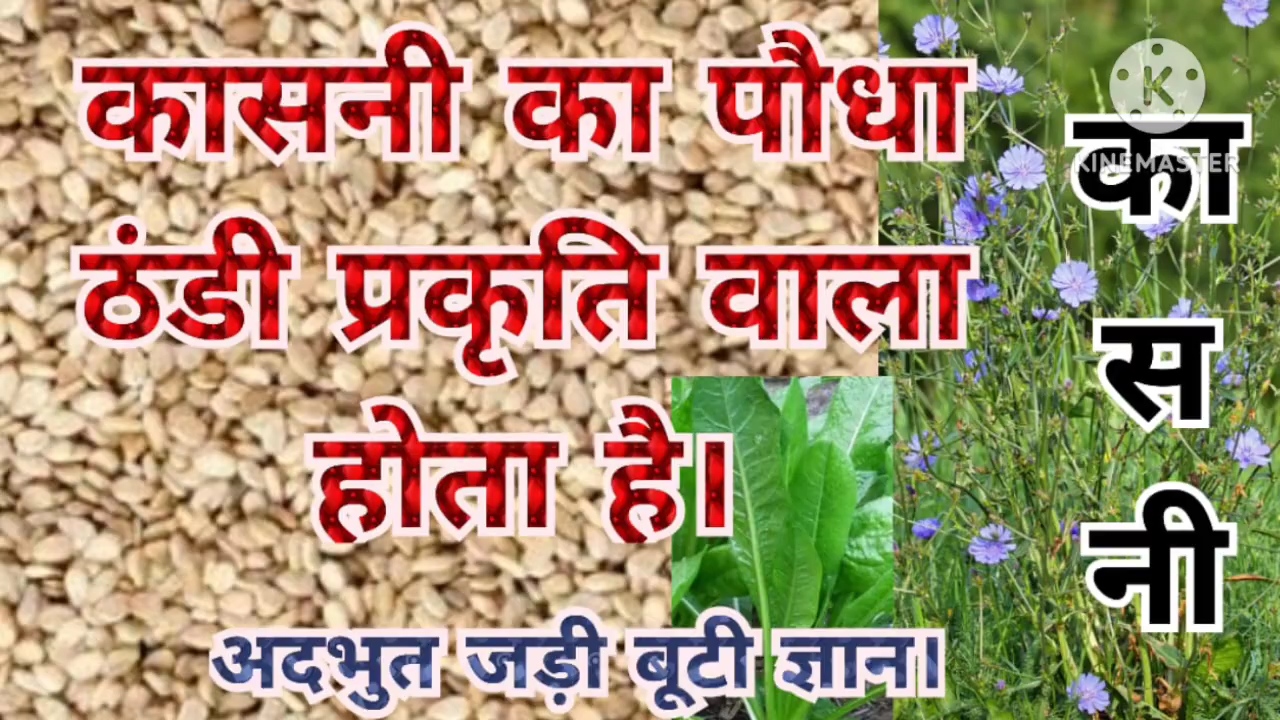 कासनी का पौधा
ठंडी प्रकृति वाला
होता है।
अदभुत जड़ी बूटी ज्ञान।
K
KINEMASTER
का
स
नी